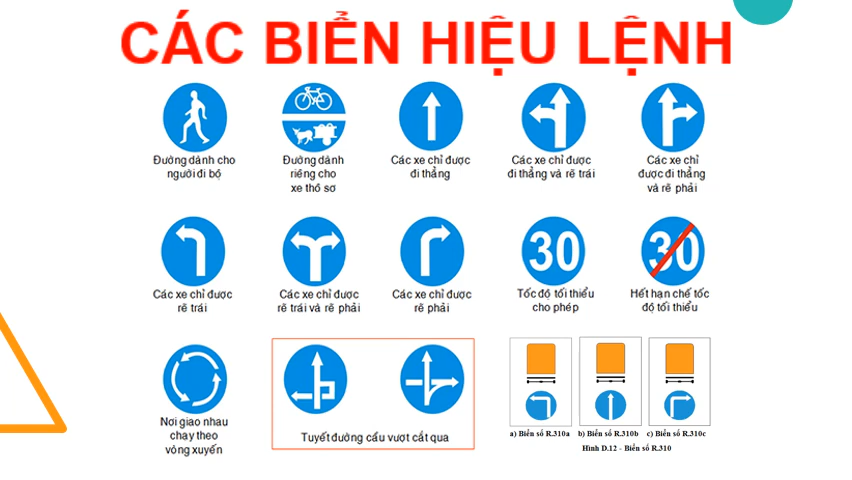 CÁC BIỂN HIỆU LỆNH
Đường dành cho
người đi bộ
Đường dành
riêng cho
xe thồ sơ
Các xe chỉ được
đi thẳng
Các xe chỉ được
đi thẳng và rẽ trái
Các xe chỉ
được đi thẳng
và rẽ phải
Các xe chỉ được
rẽ trái
Các xe chỉ được
rẽ trái và rẽ phải
Các xe chỉ được
rẽ phải
30
Tốc độ tối thiểu
cho phép
30
Hết hạn chế tốc
độ tối thiểu
Nơi giao nhau
chạy theo
vòng xuyến
Tuyết đường cầu vượt cắt qua
a) Biển số R.310a
b) Biển số R.310b
c) Biển số R.310c
Hình D.12 - Biển số R.310